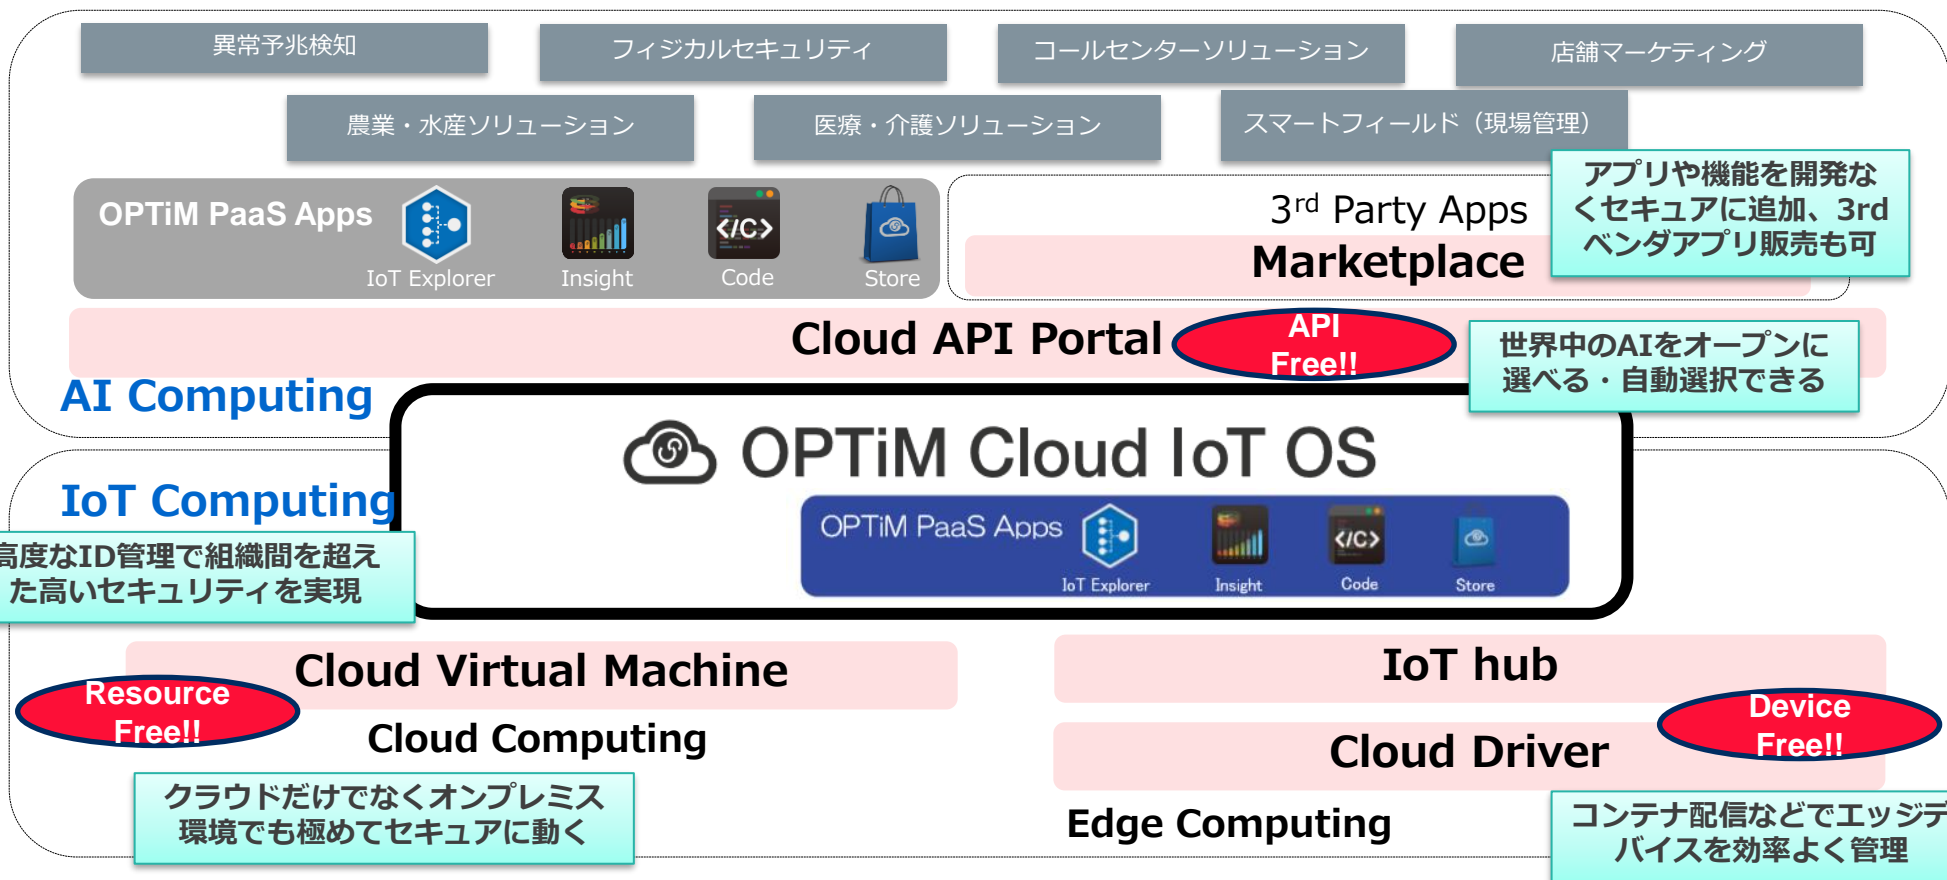 異常予兆検知
フィジカルセキュリティ
コールセンターソリューション
店舗マーケティング
農業・水産ソリューション
医療・介護ソリューション
スマートフィールド（現場管理）
アプリや機能を開発な
くセキュアに追加、3rd
ベンダアプリ販売も可
OPTiM PaaS Apps
</C>
IoT Explorer
Insight
Code
Store
3rd Party Apps
Marketplace
Cloud API Portal
API
Free!!
世界中のAIをオープンに
選べる・自動選択できる
AI Computing
OPTiM Cloud IoT OS
IoT Computing
OPTiM PaaS Apps
</C>
IoT Explorer
Insight
Code
Store
高度なID管理で組織間を超え
た高いセキュリティを実現
Cloud Virtual Machine
Resource
Free!!
Cloud Computing
クラウドだけでなくオンプレミス
環境でも極めてセキュアに動く
IoT hub
Device
Free!!
Cloud Driver
Edge Computing
コンテナ配信などでエッジデ
バイスを効率よく管理